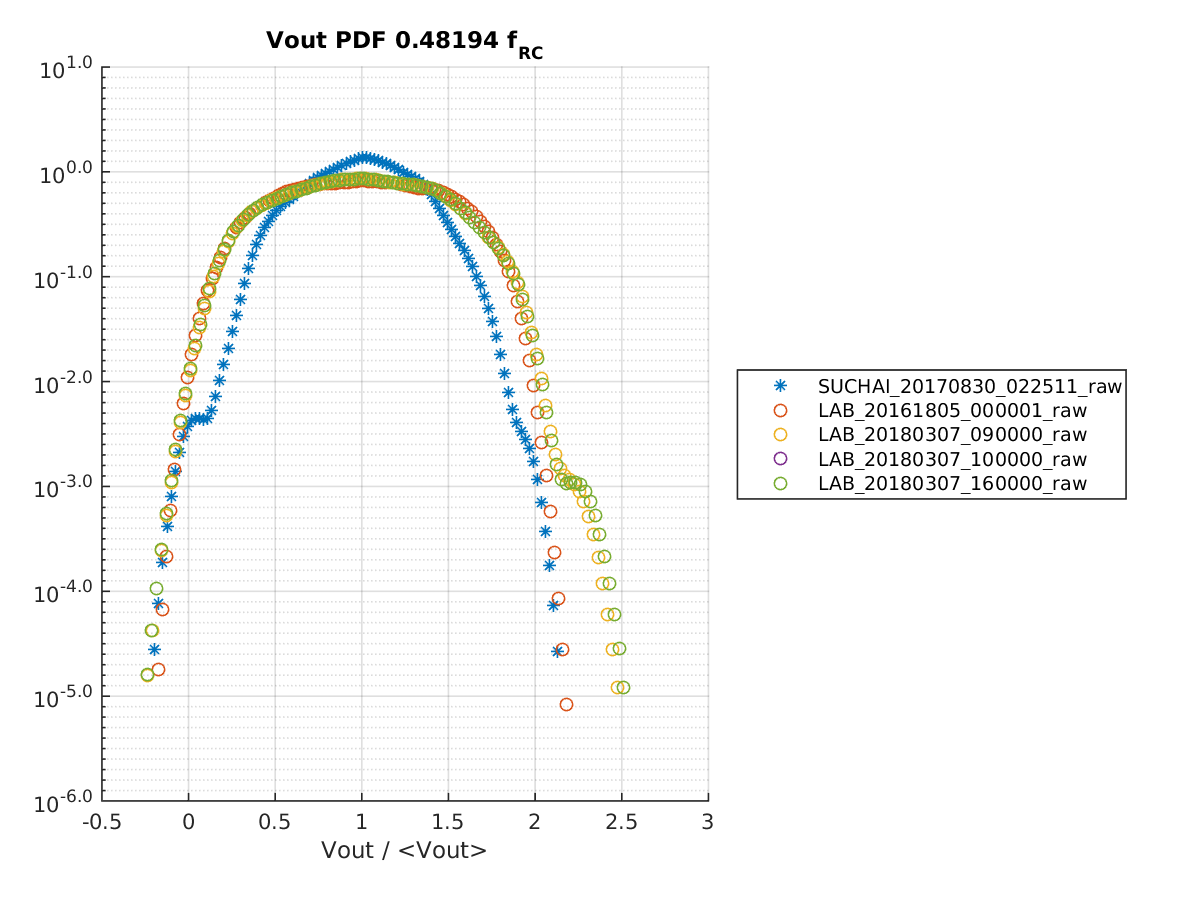 Vout PDF 0.48194 f_RC
10^1.0
10^0.0
10^-1.0
10^-2.0
10^-3.0
10^-4.0
10^-5.0
10^-6.0
-0.5 0 0.5 1 1.5 2 2.5 3
Vout / <Vout>
SUCHAI_20170830_022511_raw
LAB_20161805_000001_raw
LAB_20180307_090000_raw
LAB_20180307_100000_raw
LAB_20180307_160000_raw